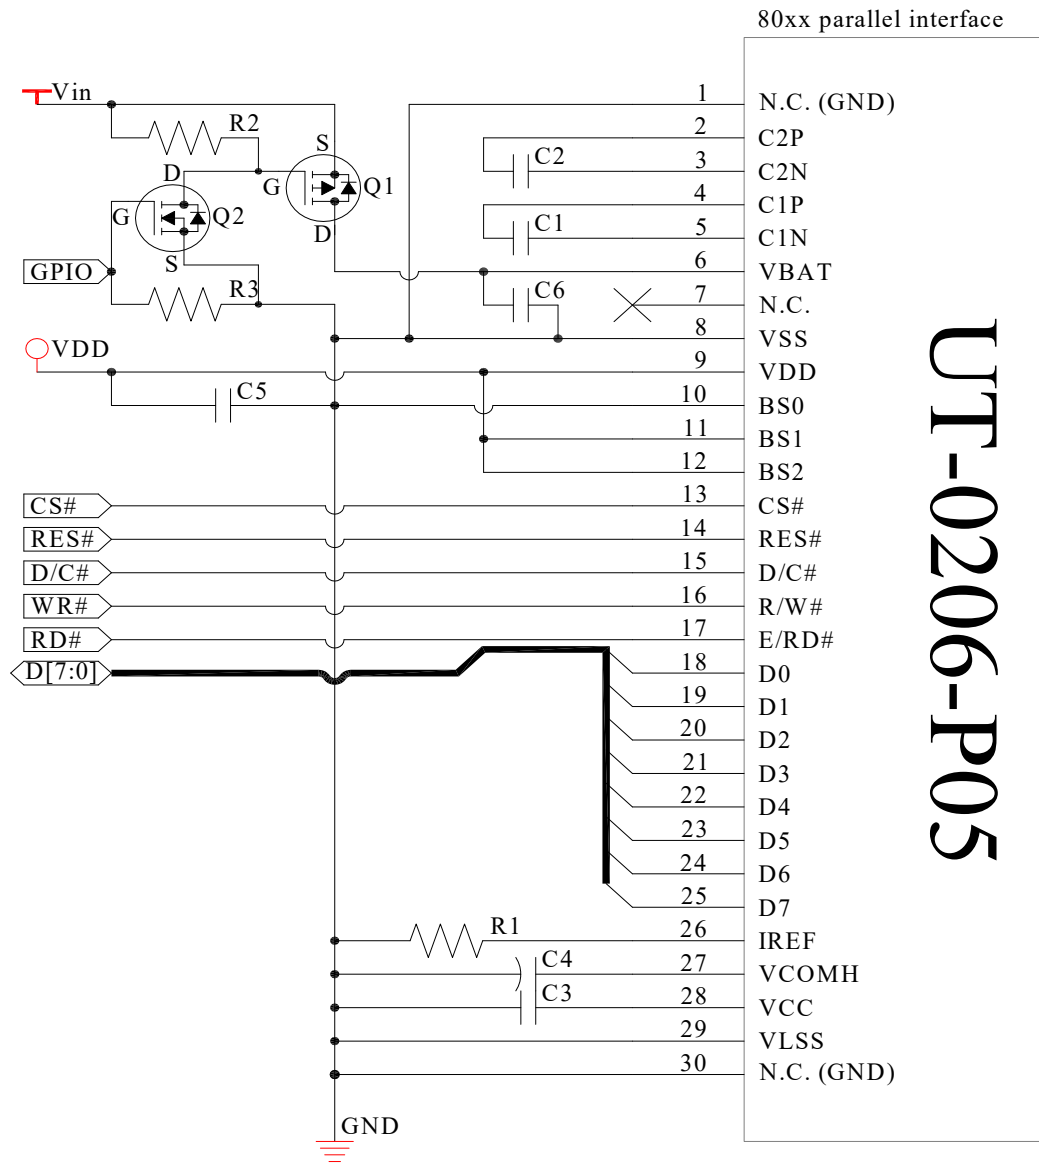 80xx parallel interface
Vin
R2
S
G
Q1
D
D
G
Q2
S
GPIO
R3
VDD
C5
C2
C1
C6
1 N.C. (GND)
2 C2P
3 C2N
4 C1P
5 C1N
6 VBAT
7 N.C.
8 VSS
9 VDD
10 BS0
11 BS1
12 BS2
CS# 13 CS#
RES# 14 RES#
D/C# 15 D/C#
WR# 16 R/W#
RD# 17 E/RD#
D[7:0] 18 D0
19 D1
20 D2
21 D3
22 D4
23 D5
24 D6
25 D7
R1 26 IREF
C4 27 VCOMH
C3 28 VCC
29 VLSS
30 N.C. (GND)
GND
UT-0206-P05